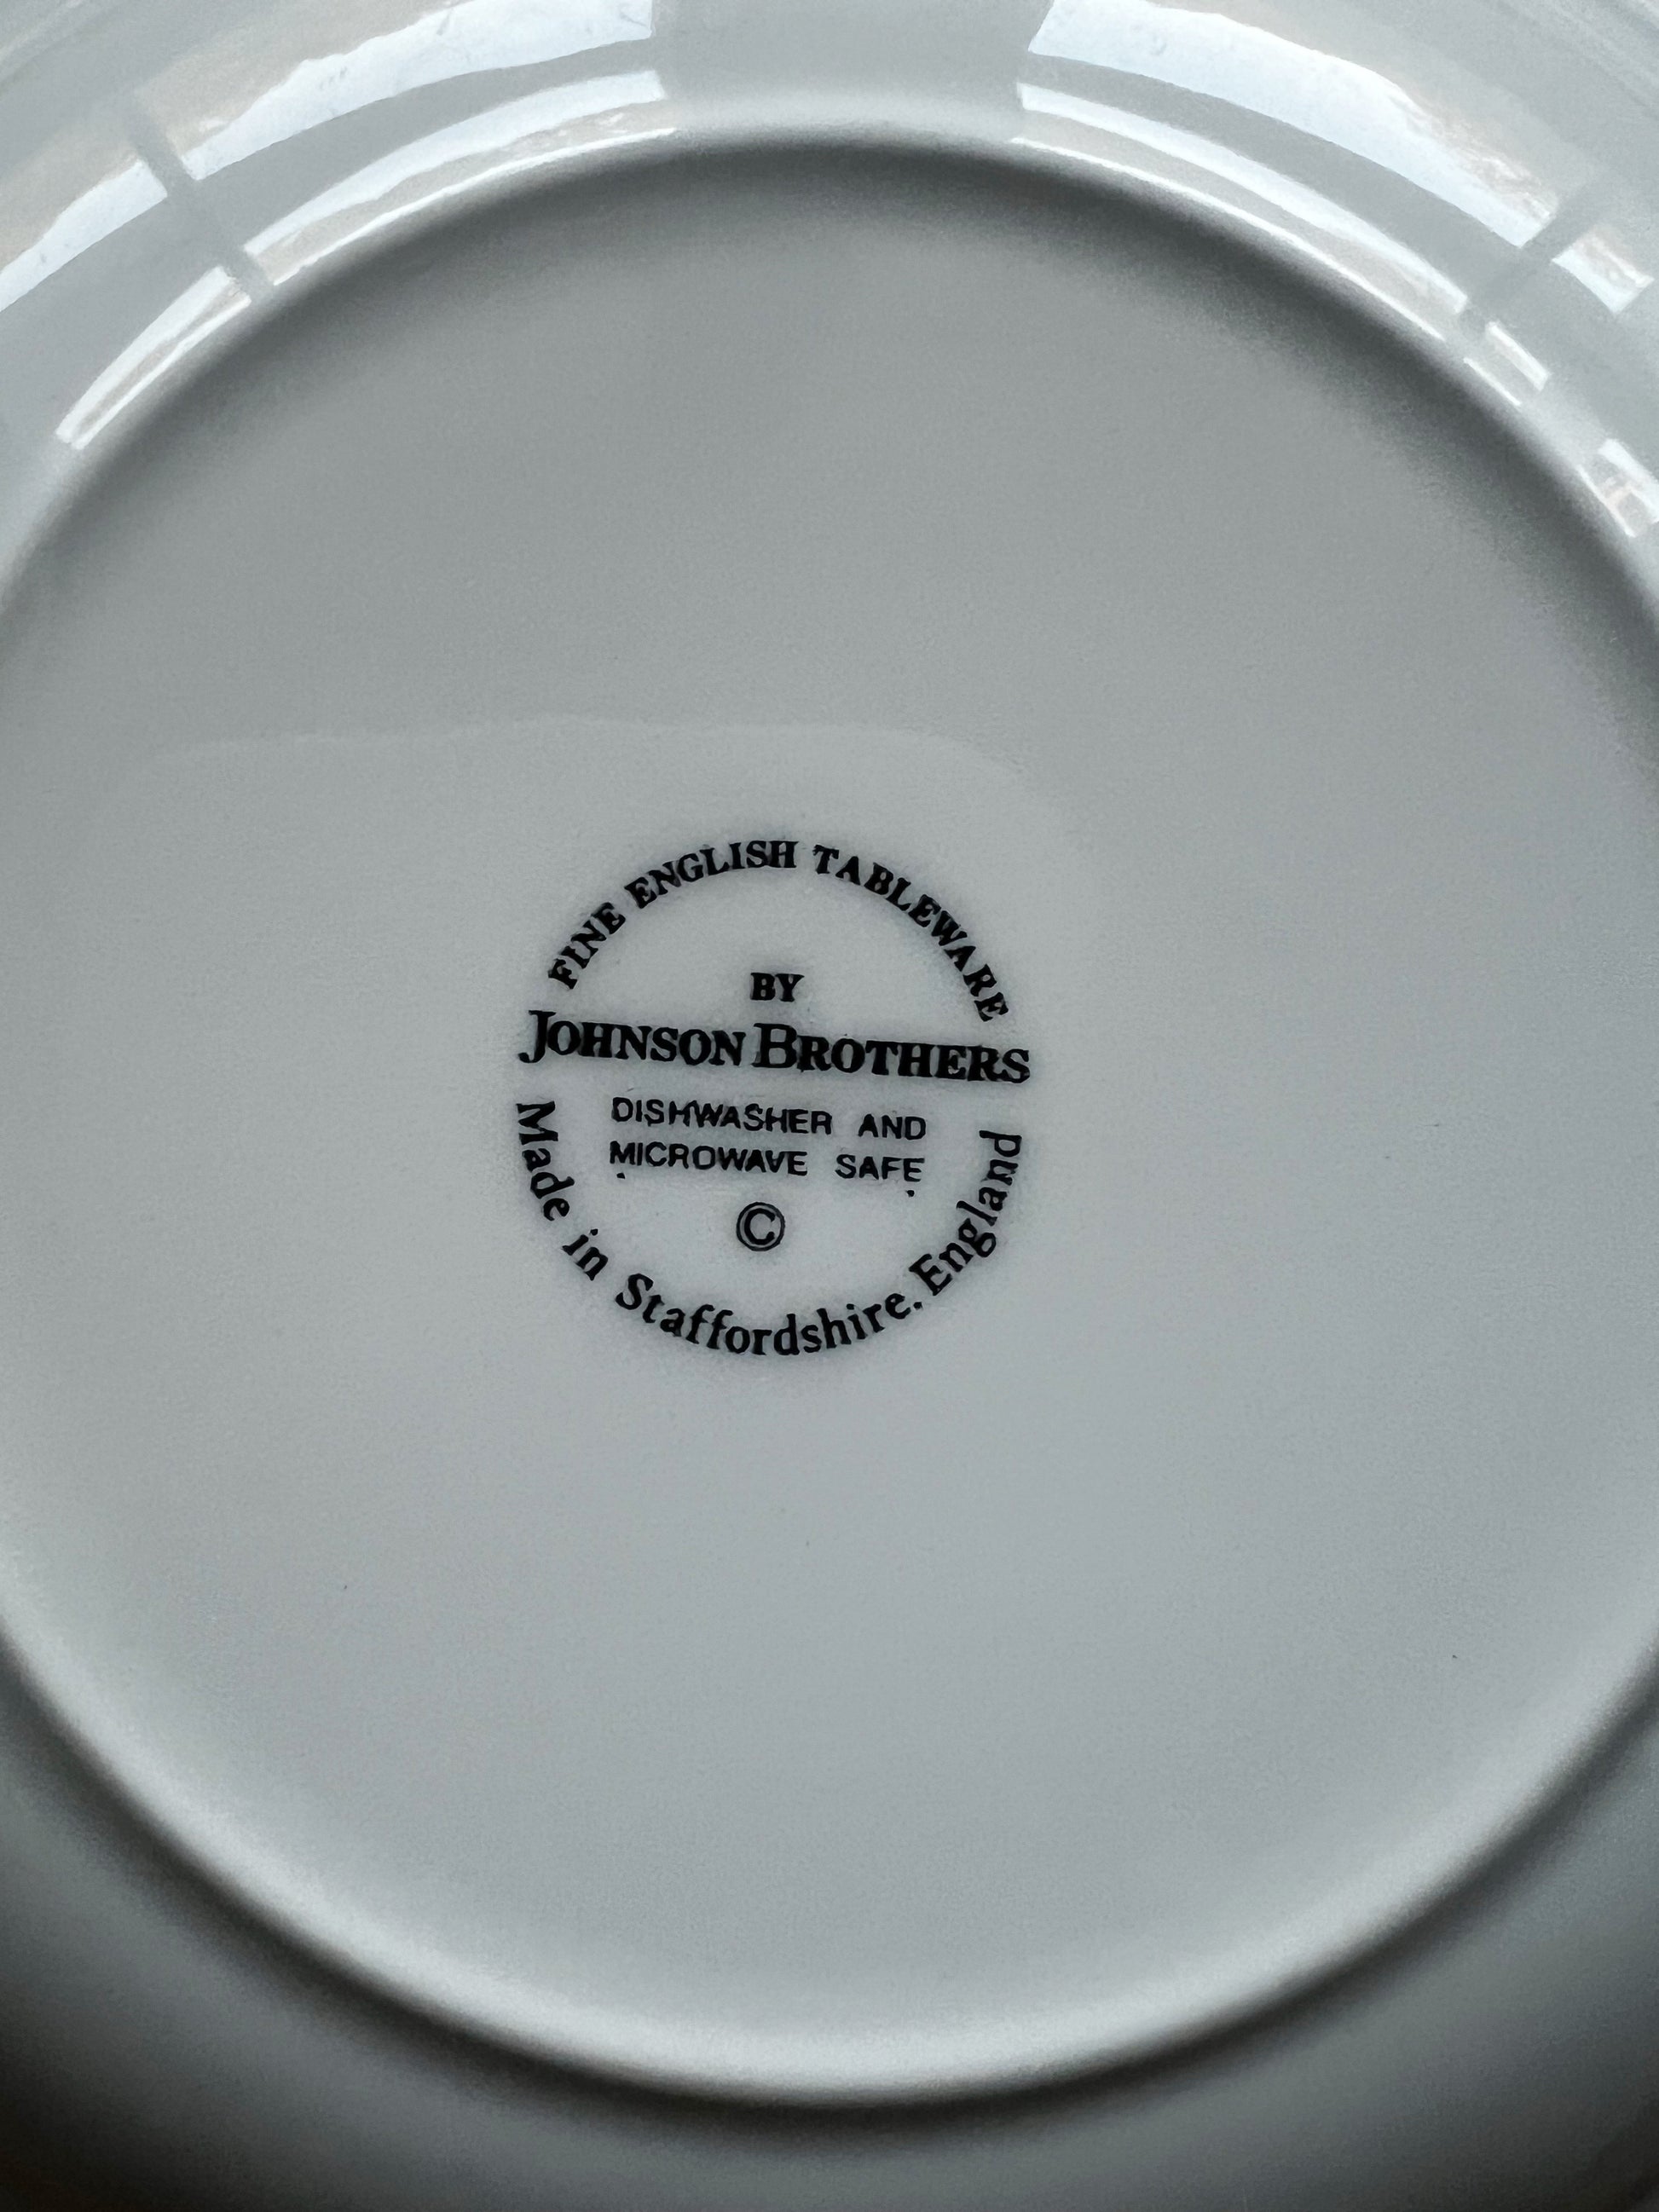 FINE ENGLISH TABLEWARE
BY
JOHNSON BROTHERS
DISHWASHER AND
MICROWAVE SAFE
©
Made in Staffordshire. England